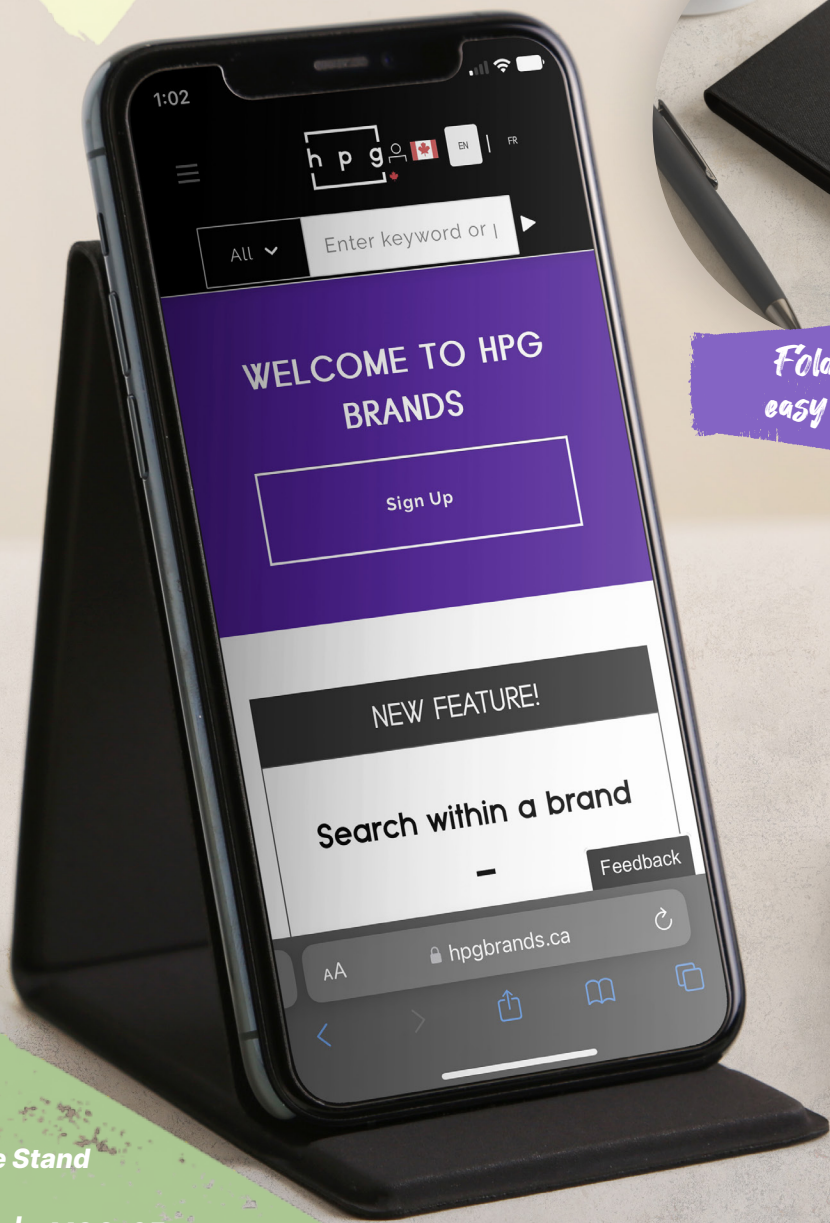 1:02
hpg
EN | FR
All
Enter keyword or
WELCOME TO HPG
BRANDS
Sign Up
NEW FEATURE!
Search within a brand
-
Feedback
AA
hpgbrands.ca
easy
Stand